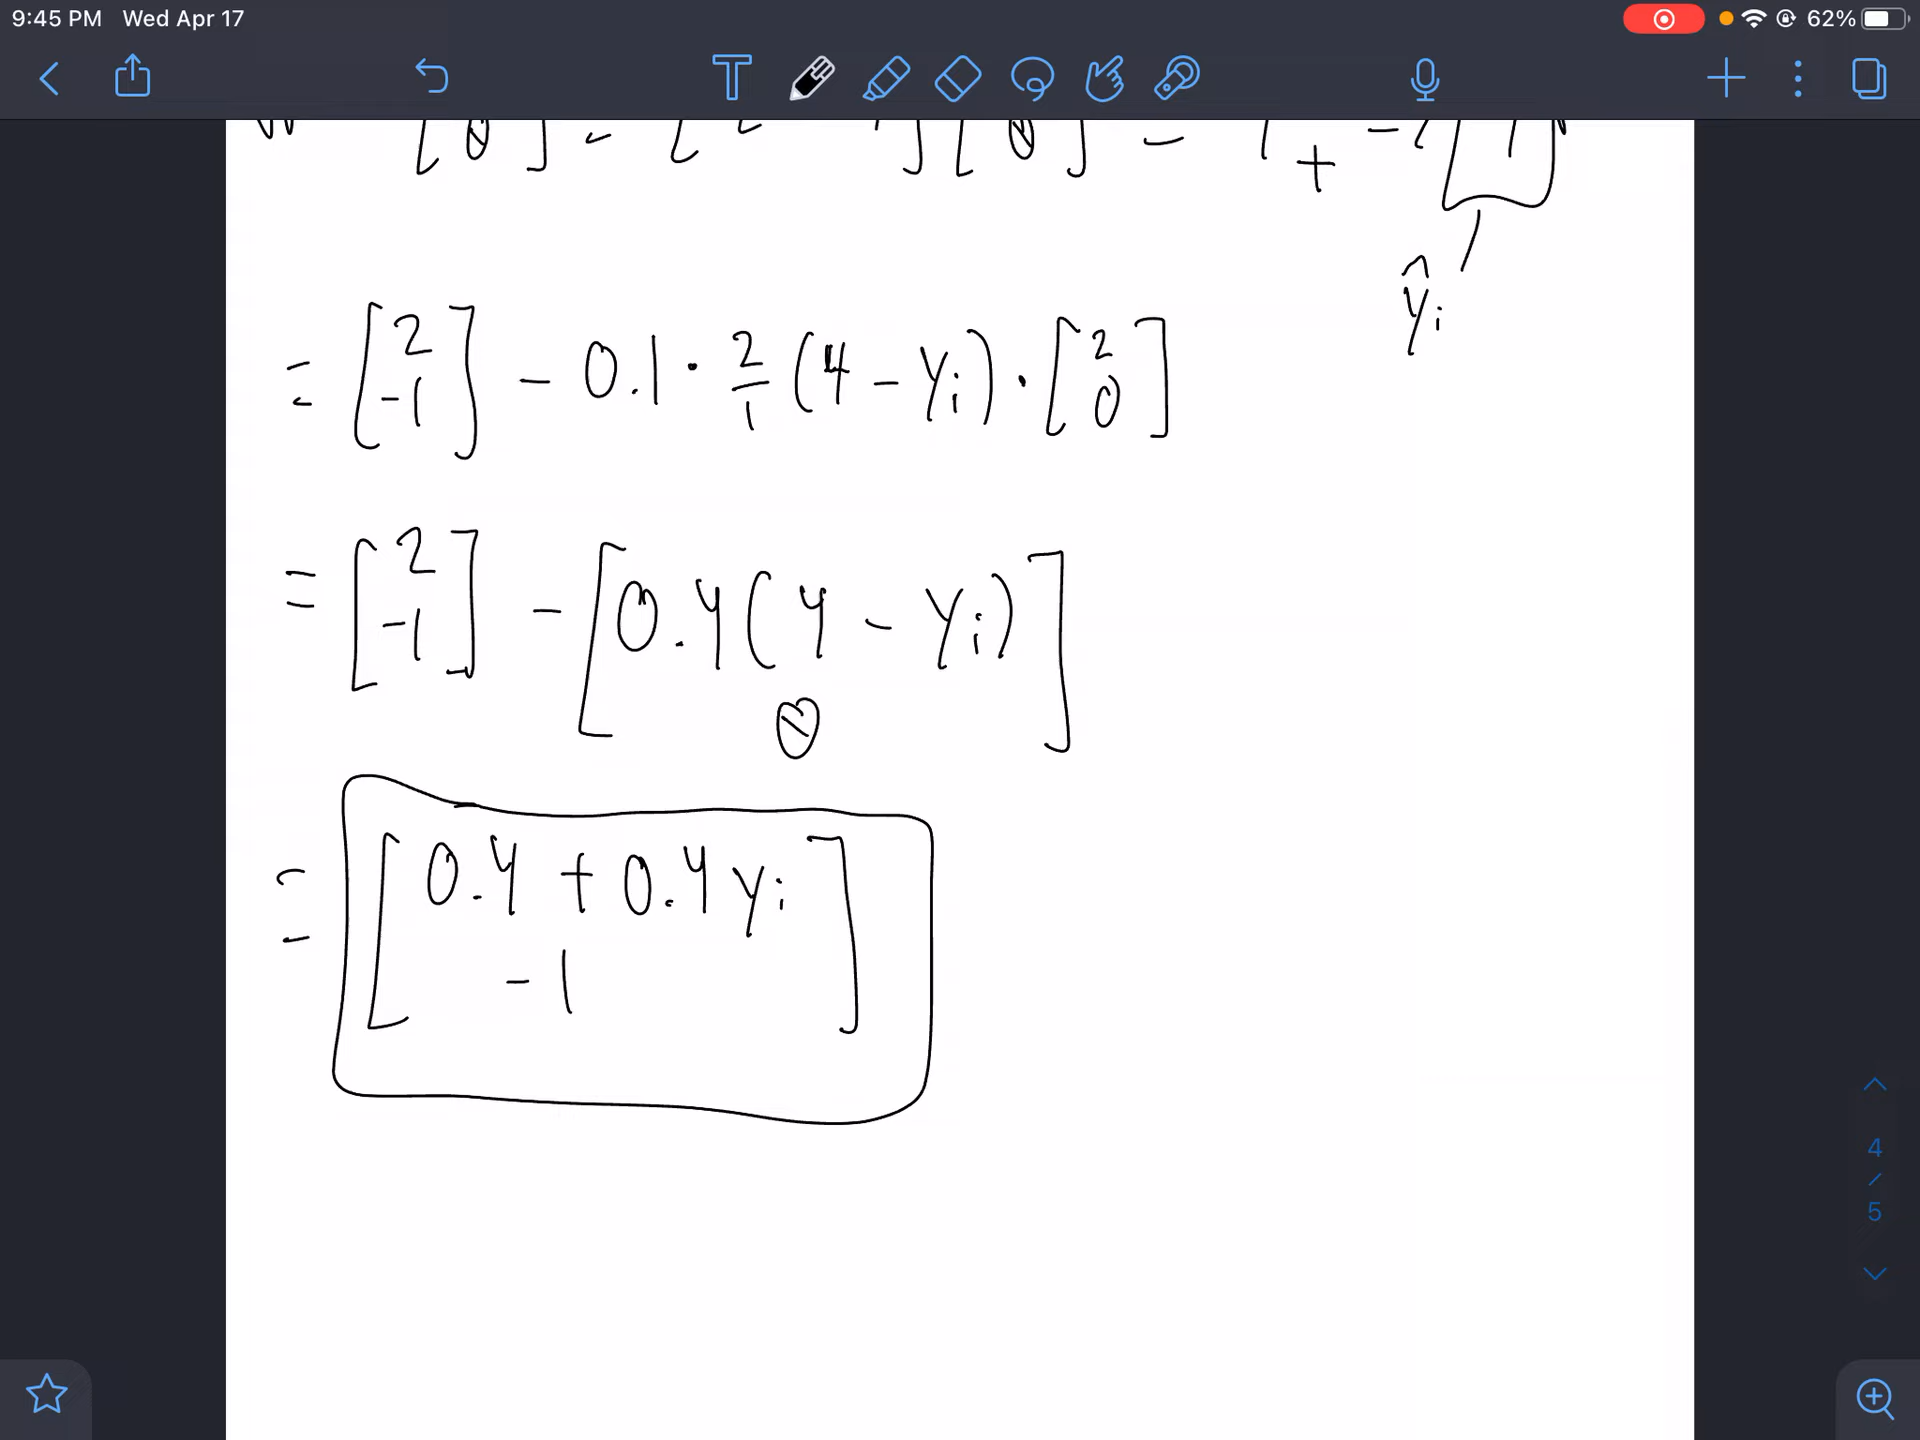 9:45 PM Wed Apr 17 62%
T
ŷi
= [2 -1] - 0.1 · 2/1 (4 - yi) · [2 0]
= [2 -1] - [0.4(4 - yi) 0]
= [0.4 + 0.4yi -1]
4
/
5